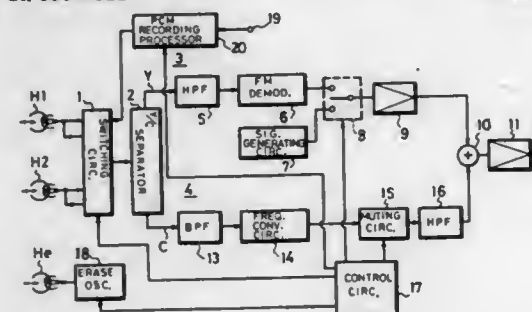 PCM
RECORDING
PROCESSOR
19
20
3
H1
1
SWITCHING
CIRC.
2
Y/C
SEPARATOR
Y
HPF
5
FM
DEMOD.
6
SIG.
GENERATING
CIRC.
7
8
9
10
11
H2
4
C
BPF
13
FREQ.
CONV.
CIRC.
14
15
MUTING
CIRC.
16
HPF
He
18
ERASE
OSC.
CONTROL
CIRC.
17